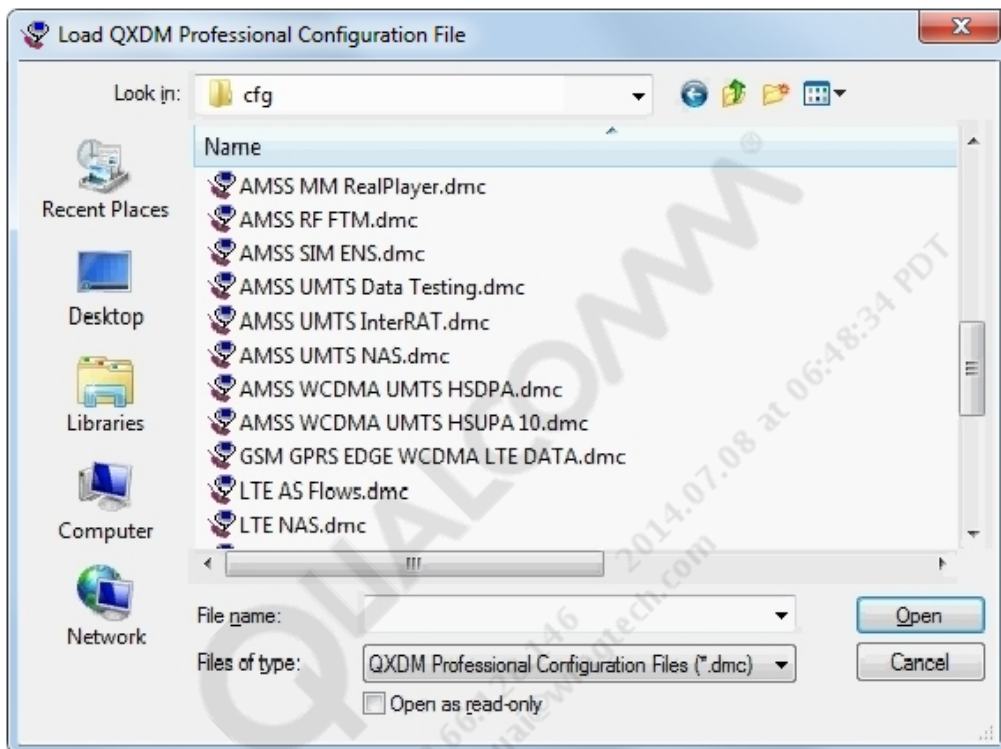 Load QXDM Professional Configuration File
Look in:
cfg
Name
Recent Places
Desktop
Libraries
Computer
Network
AMSS MM RealPlayer.dmc
AMSS RF FTM.dmc
AMSS SIM ENS.dmc
AMSS UMTS Data Testing.dmc
AMSS UMTS InterRAT.dmc
AMSS UMTS NAS.dmc
AMSS WCDMA UMTS HSDPA.dmc
AMSS WCDMA UMTS HSUPA 10.dmc
GSM GPRS EDGE WCDMA LTE DATA.dmc
LTE AS Flows.dmc
LTE NAS.dmc
File name:
Open
Files of type:
QXDM Professional Configuration Files (*.dmc)
Cancel
Open as read-only
QUALCOMM®
2014.07.08 at 06:48:34 PDT